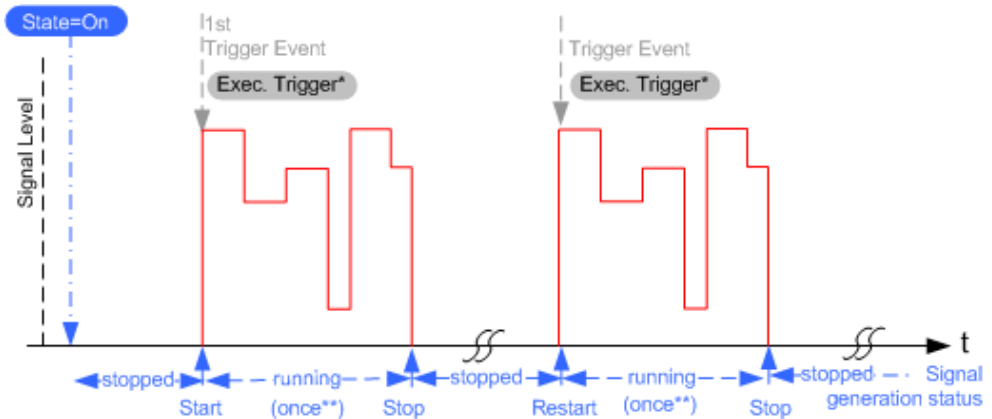 State=On
1st
Trigger Event
Exec. Trigger*
Trigger Event
Exec. Trigger*
Signal Level
t
stopped
running
(once**)
stopped
running
(once**)
stopped
Signal
generation status
Start
Stop
Restart
Stop